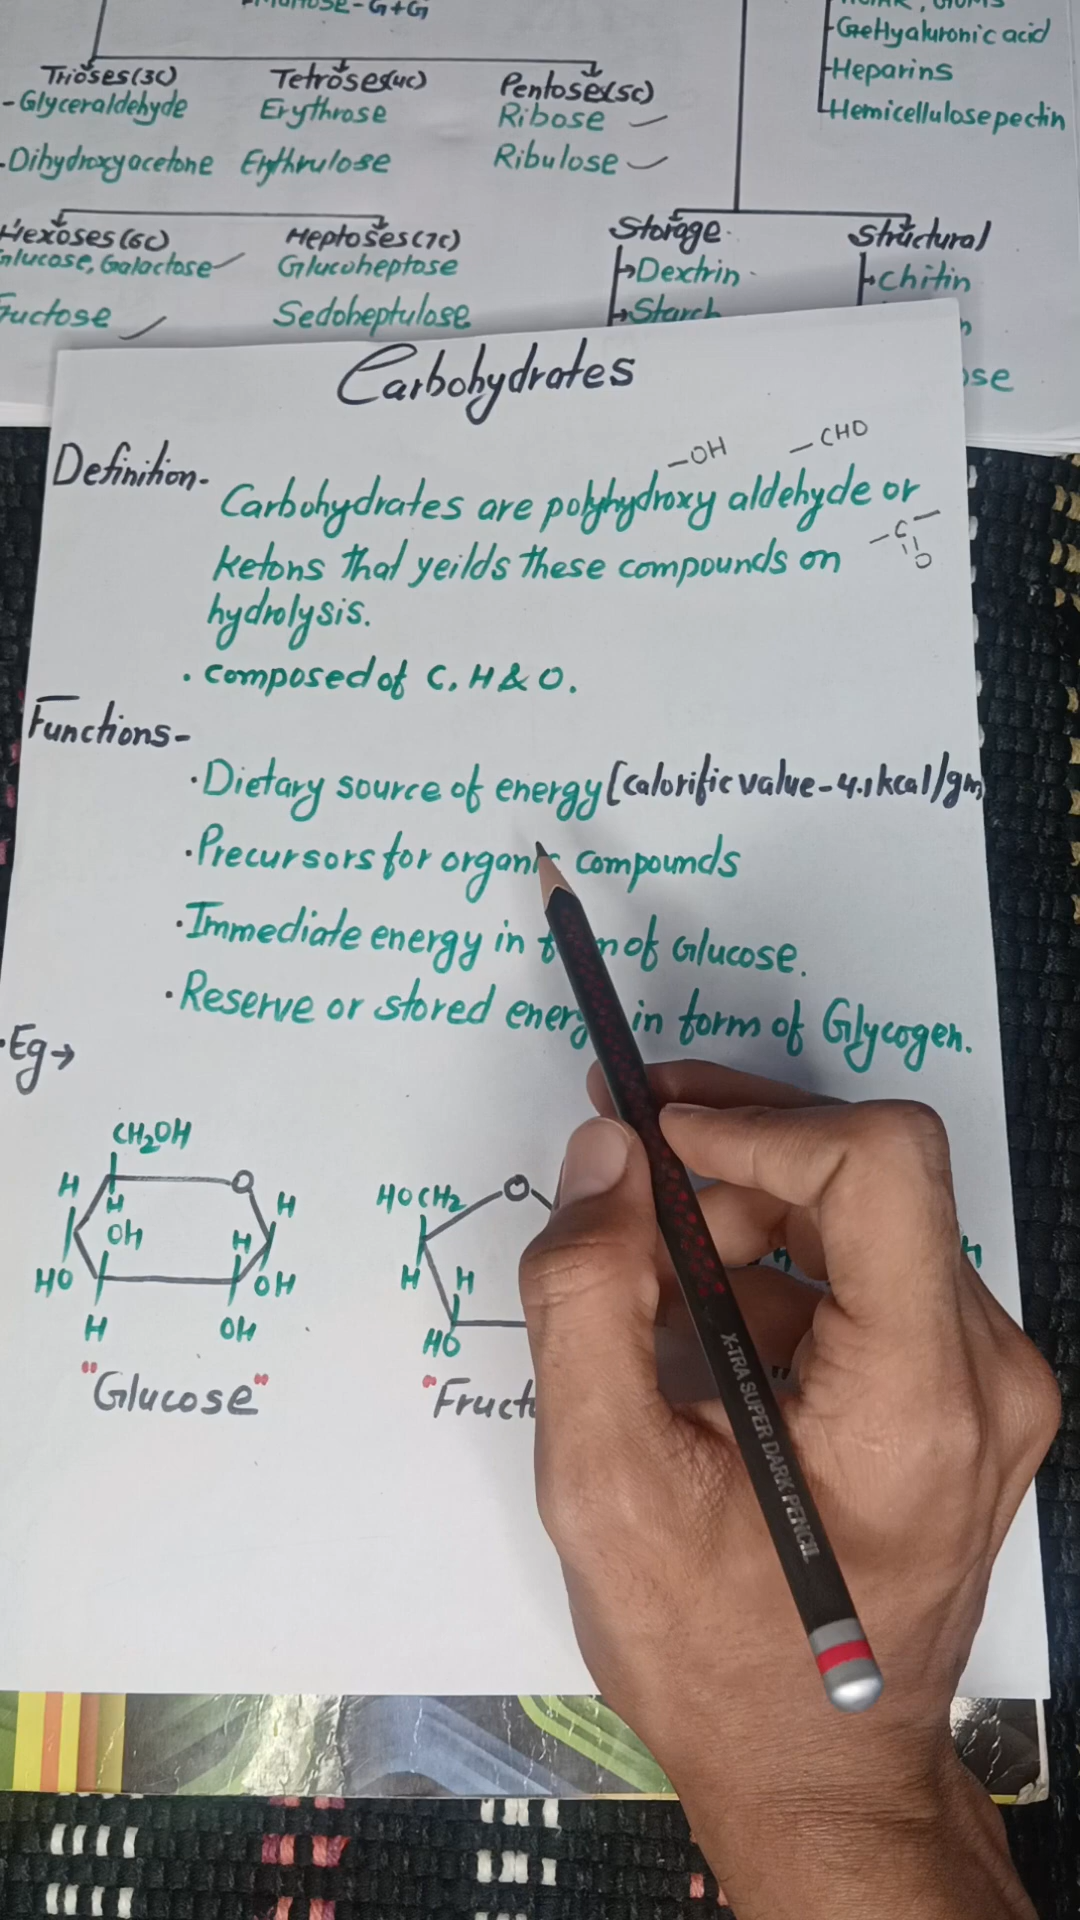 Trioses(3C)
Tetroses(4C)
Pentoses(5C)
-Glyceraldehyde
Erythrose
Ribose
-Dihydroxyacetone
Erythrulose
Ribulose
Hexoses(6C)
Heptoses(7C)
Glucose, Galactose
Glucoheptose
Fuctose
Sedoheptulose
Hyaluronic acid
Heparins
Hemicellulose pectin
Storage
Structural
Dextrin
Chitin
Starch
Carbohydrates
-OH
-CHO
Definition-
Carbohydrates are polyhydroxy aldehyde or
-C-
O
ketons that yeilds these compounds on
hydrolysis.
. Composed of C, H & O.
Functions-
.Dietary source of energy [calorific value-4.1kcal/gm
.Precursors for organic compounds
.Immediate energy in of Glucose.
.Reserve or stored energy in form of Glycogen.
.Eg→
CH2OH
O
H
H
H
OH
H
HO
OH
H
OH
"Glucose"
HOCH2
O
H
H
HO
"Fruct
X-TRA SUPER DARK PENCIL